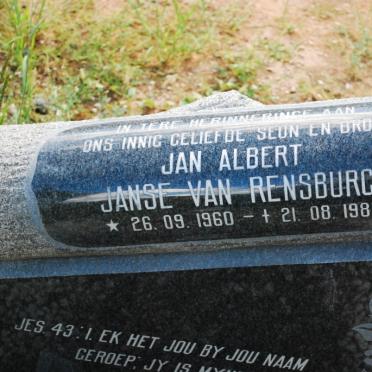 IN TERE HERINNERINGE AAN
ONS INNIG GELIEFDE SEUN EN BRO
JAN ALBERT
JANSE VAN RENSBURG
★ 26.09.1960 - ✝ 21.08.198
JES. 43:1. EK HET JOU BY JOU NAAM
GEROEP: JY IS MYN